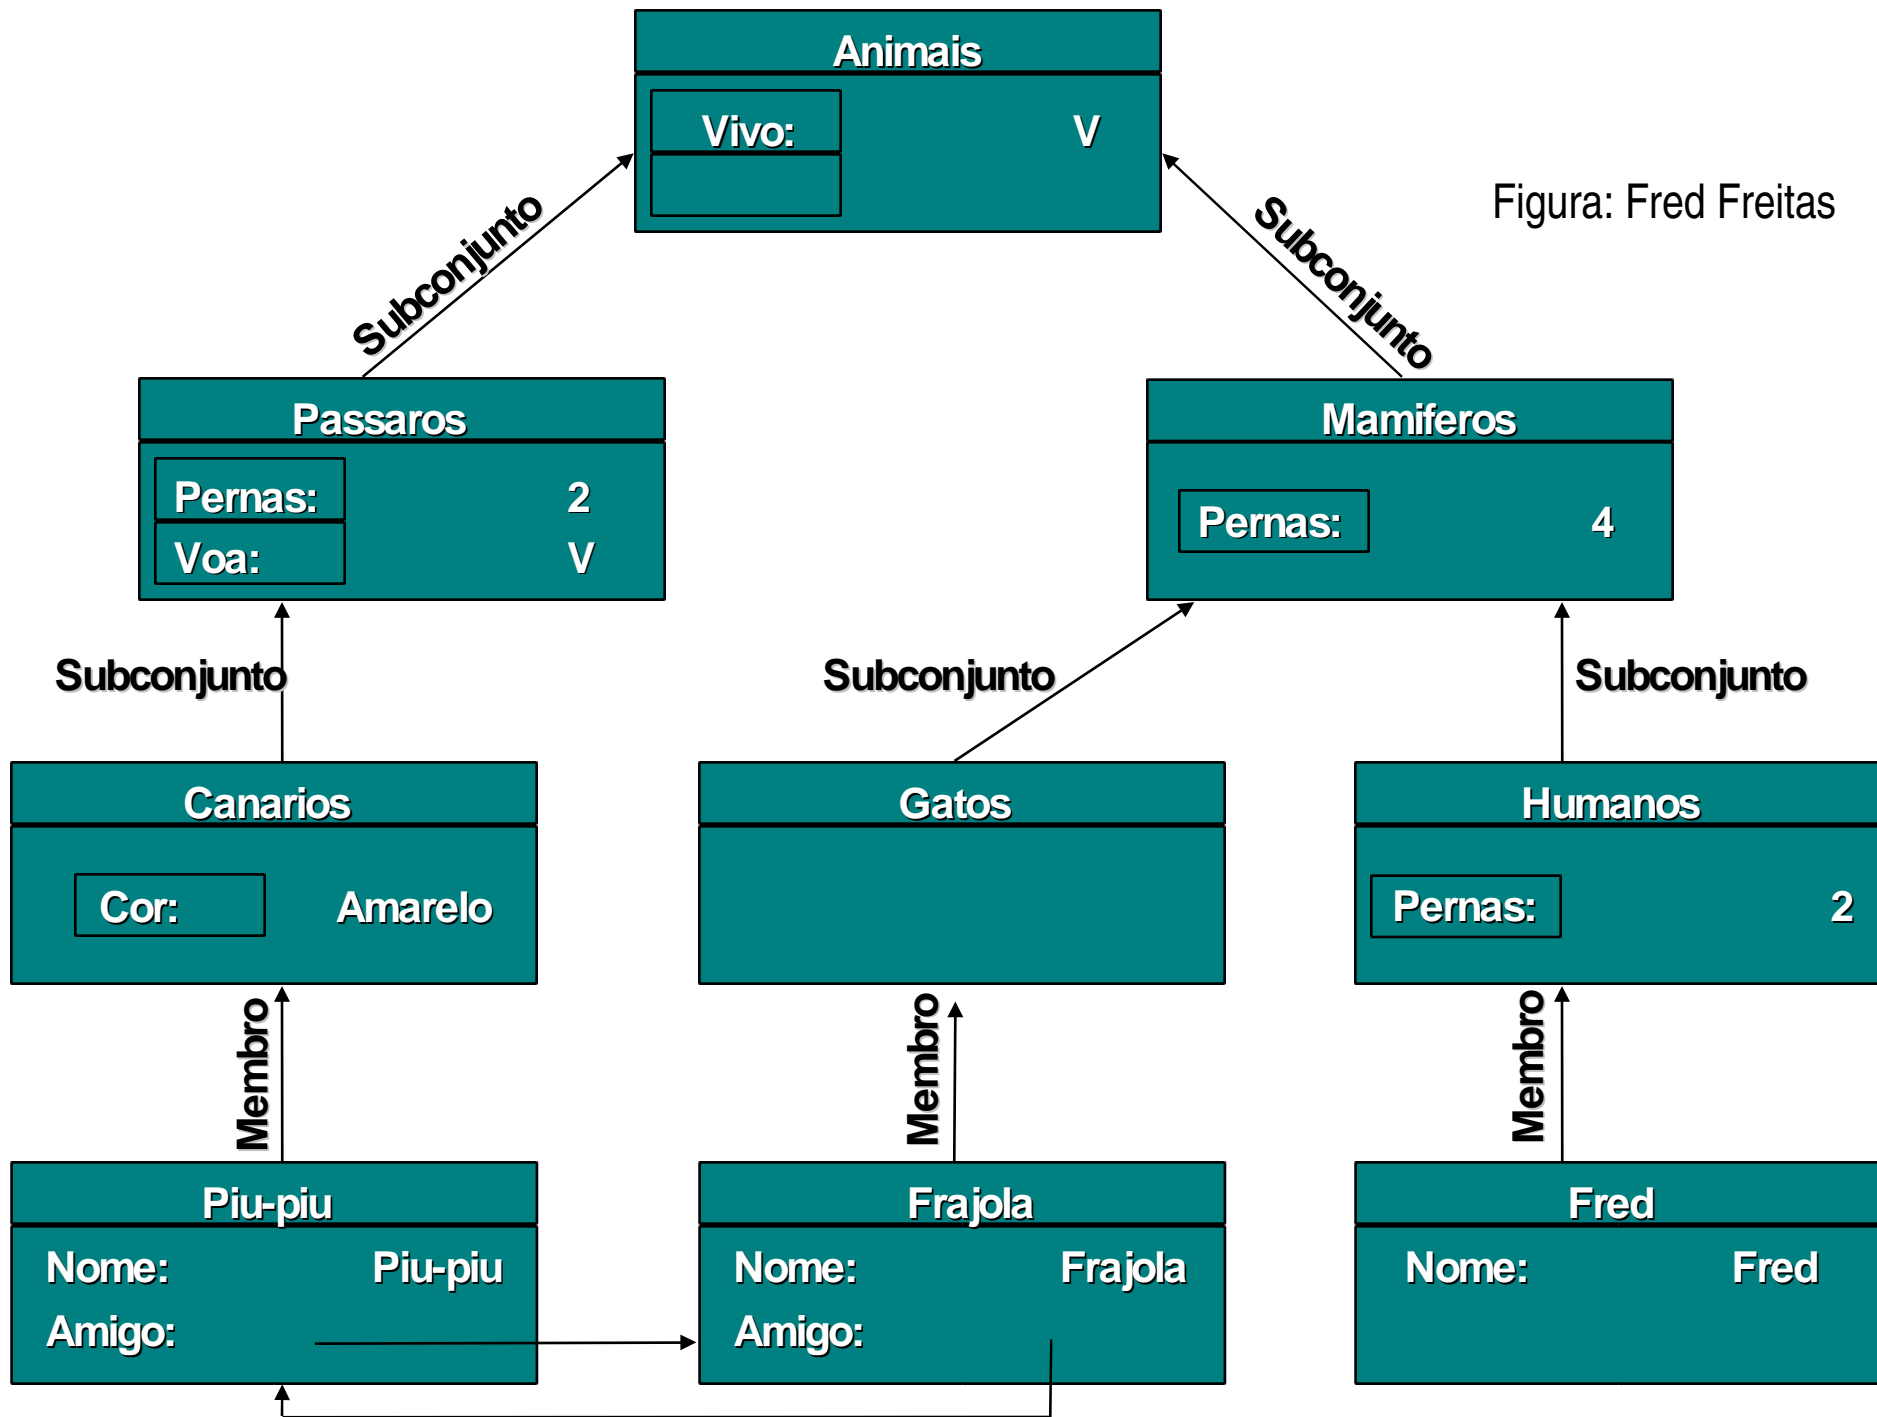 Animais
Vivo: V
Figura: Fred Freitas
Subconjunto
Subconjunto
Passaros
Pernas: 2
Voa: V
Mamiferos
Pernas: 4
Subconjunto
Subconjunto
Subconjunto
Canarios
Cor: Amarelo
Gatos
Humanos
Pernas: 2
Membro
Membro
Membro
Piu-piu
Nome: Piu-piu
Amigo:
Frajola
Nome: Frajola
Amigo:
Fred
Nome: Fred